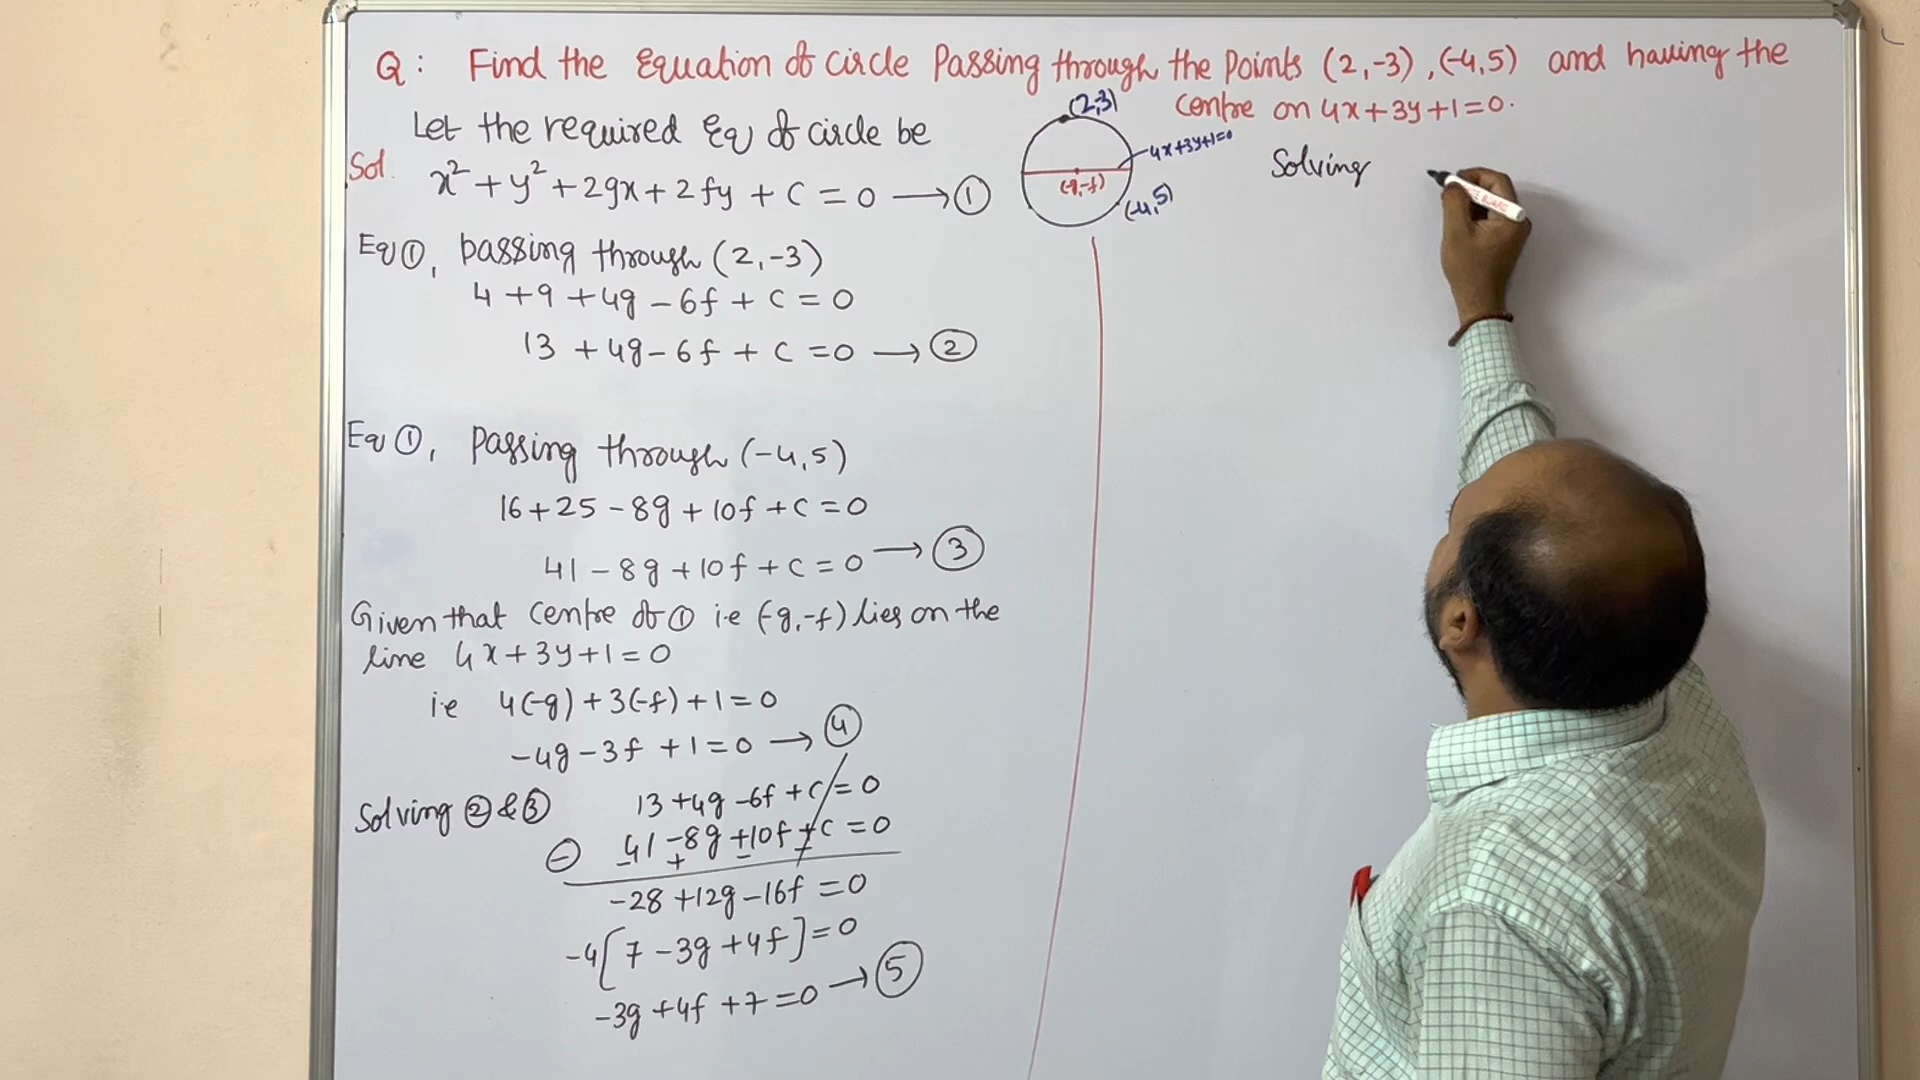 Q: Find the Equation of circle Passing through the Points (2,-3), (-4,5) and having the
centre on 4x+3y+1=0.
Let the required Eq of circle be
Sol. x²+y²+2gx+2fy+c=0 → ①
(2,3)
4x+3y+1=0
(-g,-f)
(-4,5)
Eq ①, passing through (2,-3)
4+9+4g-6f+c=0
13+4g-6f+c=0 → ②
Eq ①, passing through (-4,5)
16+25-8g+10f+c=0
41-8g+10f+c=0 → ③
Given that centre of ① i.e (-g,-f) lies on the
line 4x+3y+1=0
i.e 4(-g)+3(-f)+1=0
-4g-3f+1=0 → ④
Solving ② & ③ 13+4g-6f+c=0
⊖ 41-8g+10f+c=0
- + - -
-28+12g-16f=0
-4[7-3g+4f]=0
-3g+4f+7=0 → ⑤
Solving